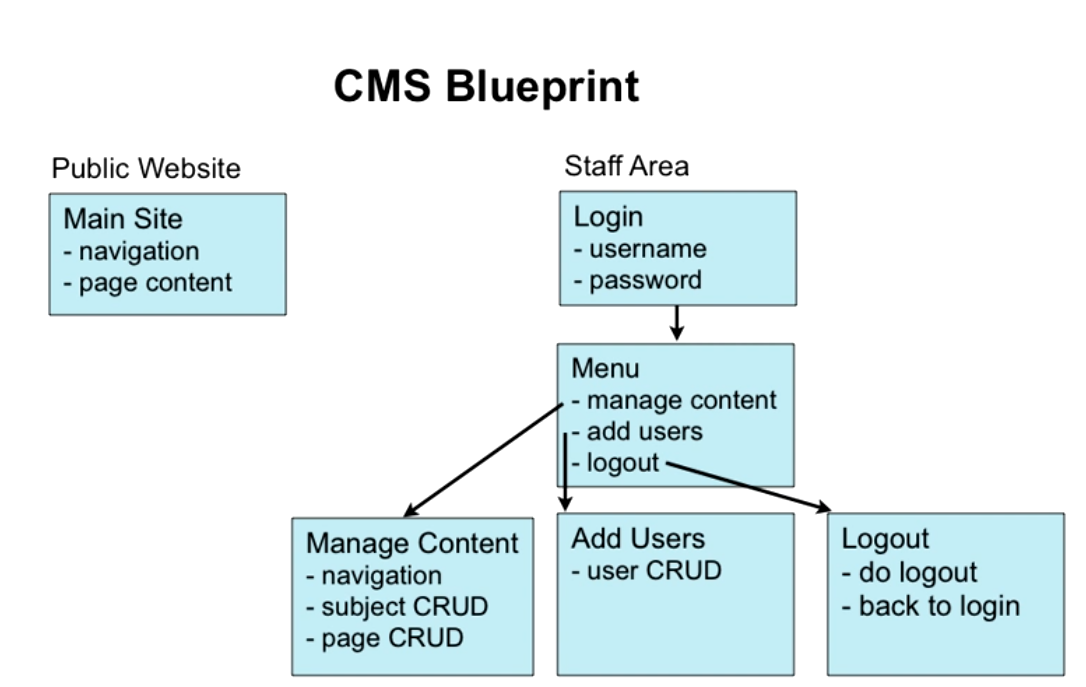 CMS Blueprint
Public Website
Main Site
- navigation
- page content
Staff Area
Login
- username
- password
Menu
- manage content
- add users
- logout
Manage Content
- navigation
- subject CRUD
- page CRUD
Add Users
- user CRUD
Logout
- do logout
- back to login